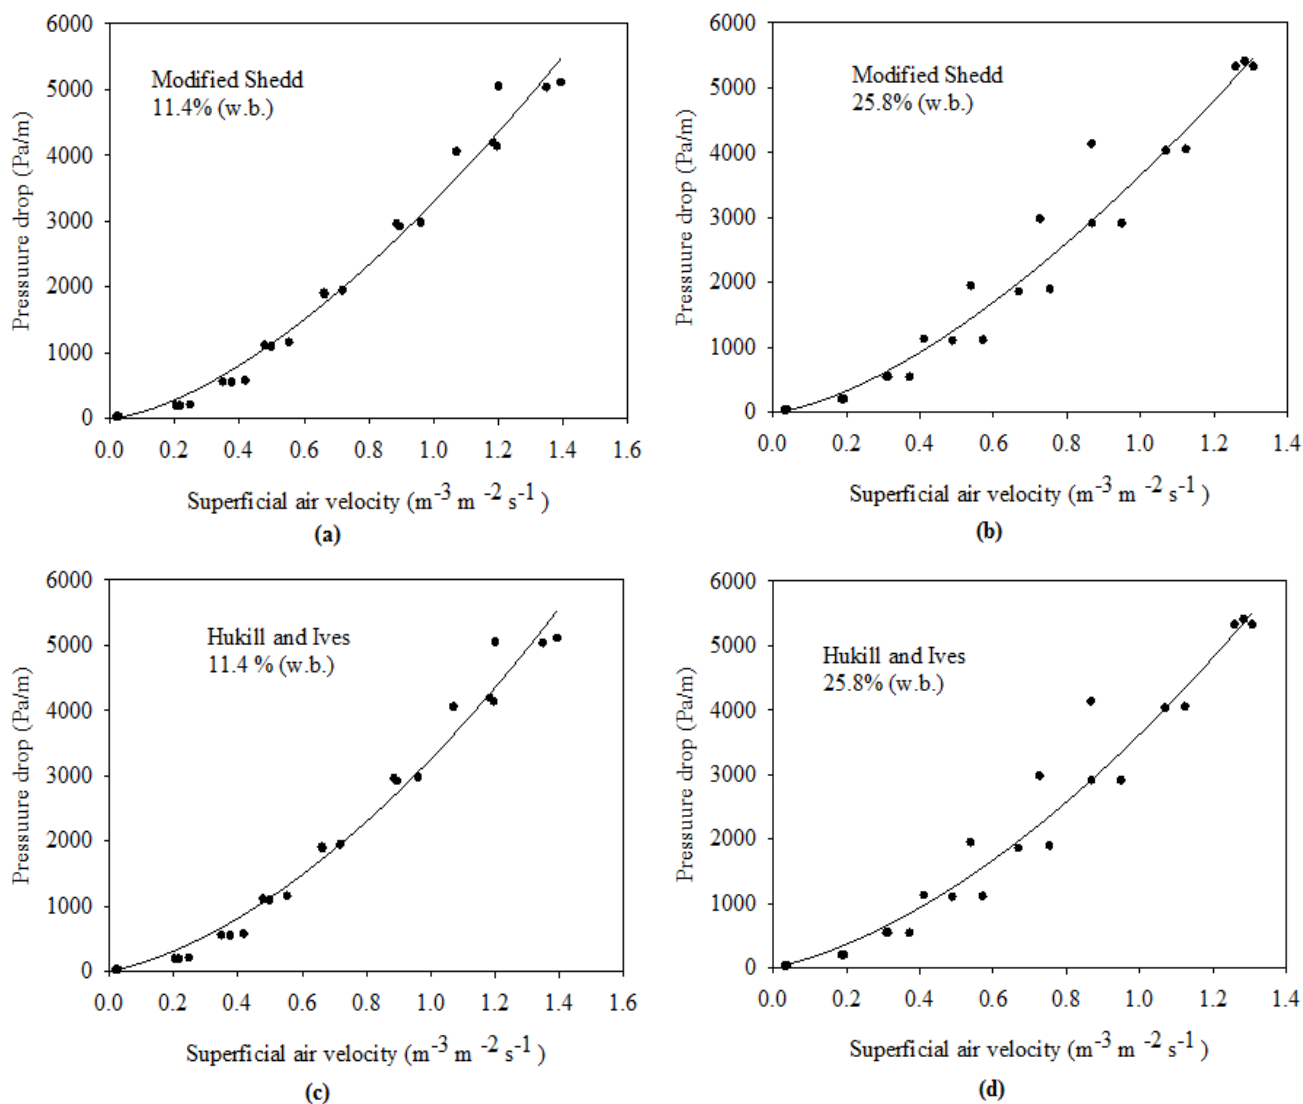 6000
5000
4000
3000
2000
1000
0
Pressuure drop (Pa/m)
Modified Shedd
11.4% (w.b.)
0.0 0.2 0.4 0.6 0.8 1.0 1.2 1.4 1.6
Superficial air velocity (m⁻³ m ⁻² s⁻¹ )
(a)
6000
5000
4000
3000
2000
1000
0
Pressuure drop (Pa/m)
Modified Shedd
25.8% (w.b.)
0.0 0.2 0.4 0.6 0.8 1.0 1.2 1.4
Superficial air velocity (m⁻³ m ⁻² s⁻¹ )
(b)
6000
5000
4000
3000
2000
1000
0
Pressuure drop (Pa/m)
Hukill and Ives
11.4 % (w.b.)
0.0 0.2 0.4 0.6 0.8 1.0 1.2 1.4 1.6
Superficial air velocity (m⁻³ m ⁻² s⁻¹ )
(c)
6000
5000
4000
3000
2000
1000
0
Pressuure drop (Pa/m)
Hukill and Ives
25.8% (w.b.)
0.0 0.2 0.4 0.6 0.8 1.0 1.2 1.4
Superficial air velocity (m⁻³ m ⁻² s⁻¹ )
(d)